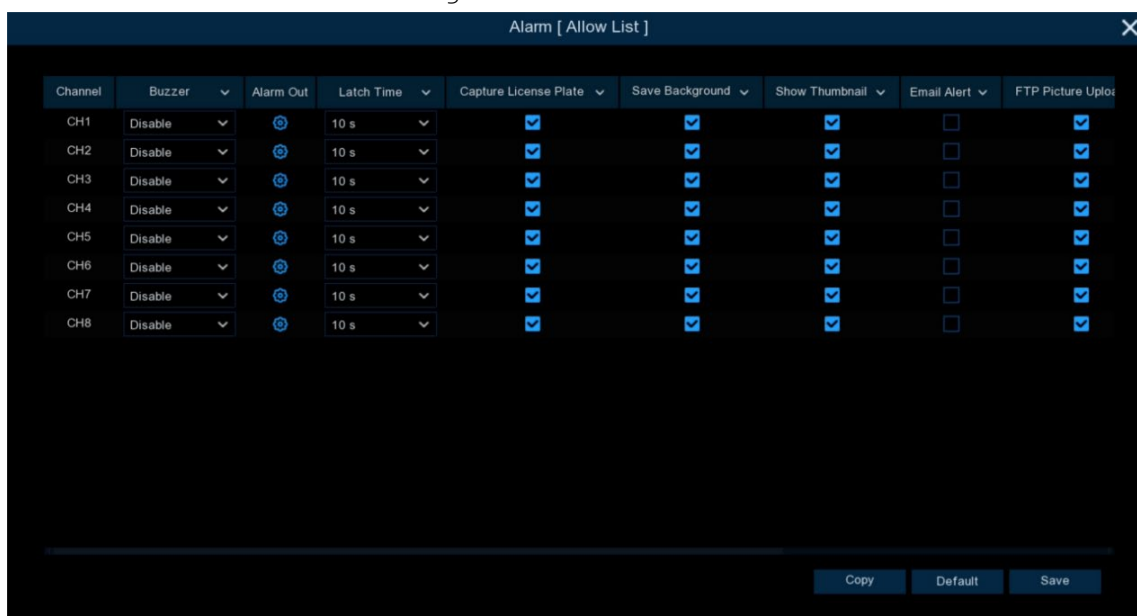 Alarm [ Allow List ]
Channel Buzzer Alarm Out Latch Time Capture License Plate Save Background Show Thumbnail Email Alert FTP Picture
CH1 Disable 10 s
CH2 Disable 10 s
CH3 Disable 10 s
CH4 Disable 10 s
CH5 Disable 10 s
CH6 Disable 10 s
CH7 Disable 10 s
CH8 Disable 10 s
Copy Default Save